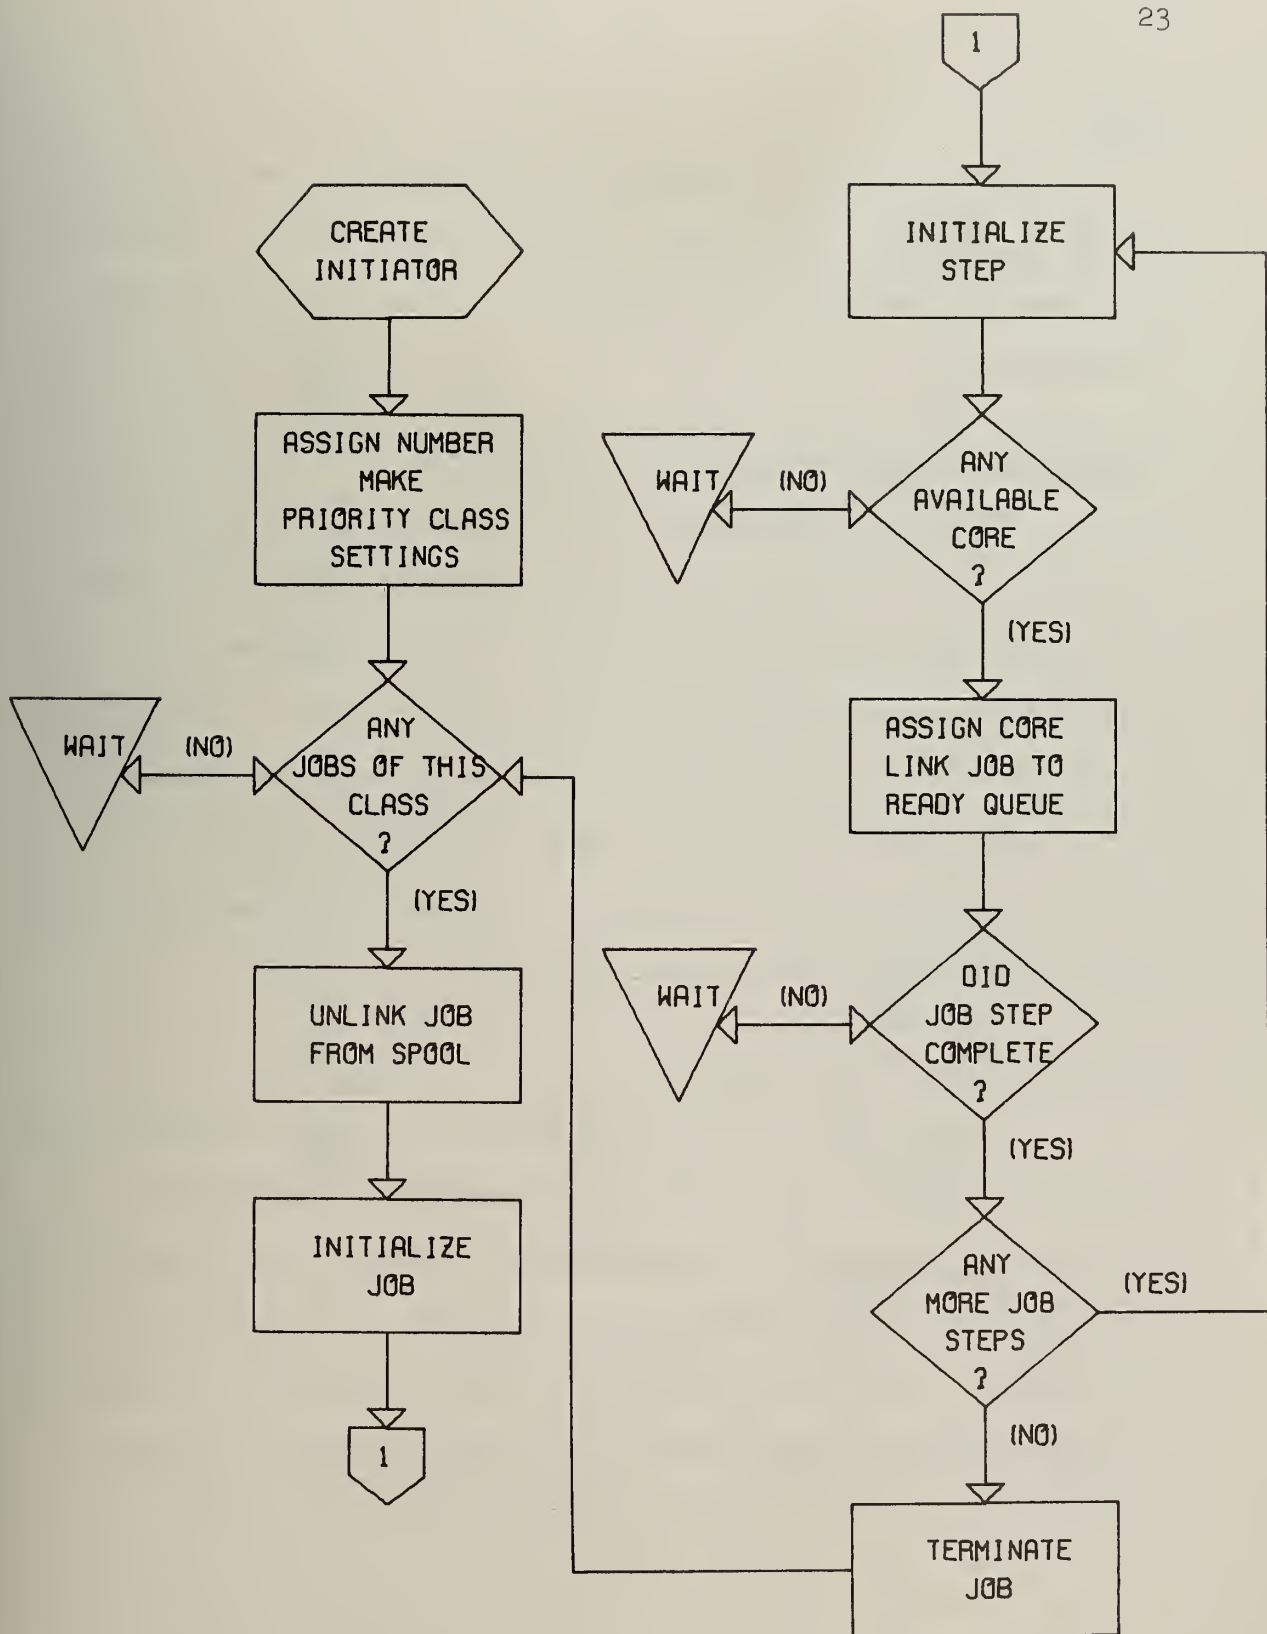 23
CREATE
INITIATOR
ASSIGN NUMBER
MAKE
PRIORITY CLASS
SETTINGS
ANY
JOBS OF THIS
CLASS
?
WAIT
(NO)
(YES)
UNLINK JOB
FROM SPOOL
INITIALIZE
JOB
1
1
INITIALIZE
STEP
ANY
AVAILABLE
CORE
?
WAIT
(NO)
(YES)
ASSIGN CORE
LINK JOB TO
READY QUEUE
DID
JOB STEP
COMPLETE
?
WAIT
(NO)
(YES)
ANY
MORE JOB
STEPS
?
(YES)
(NO)
TERMINATE
JOB